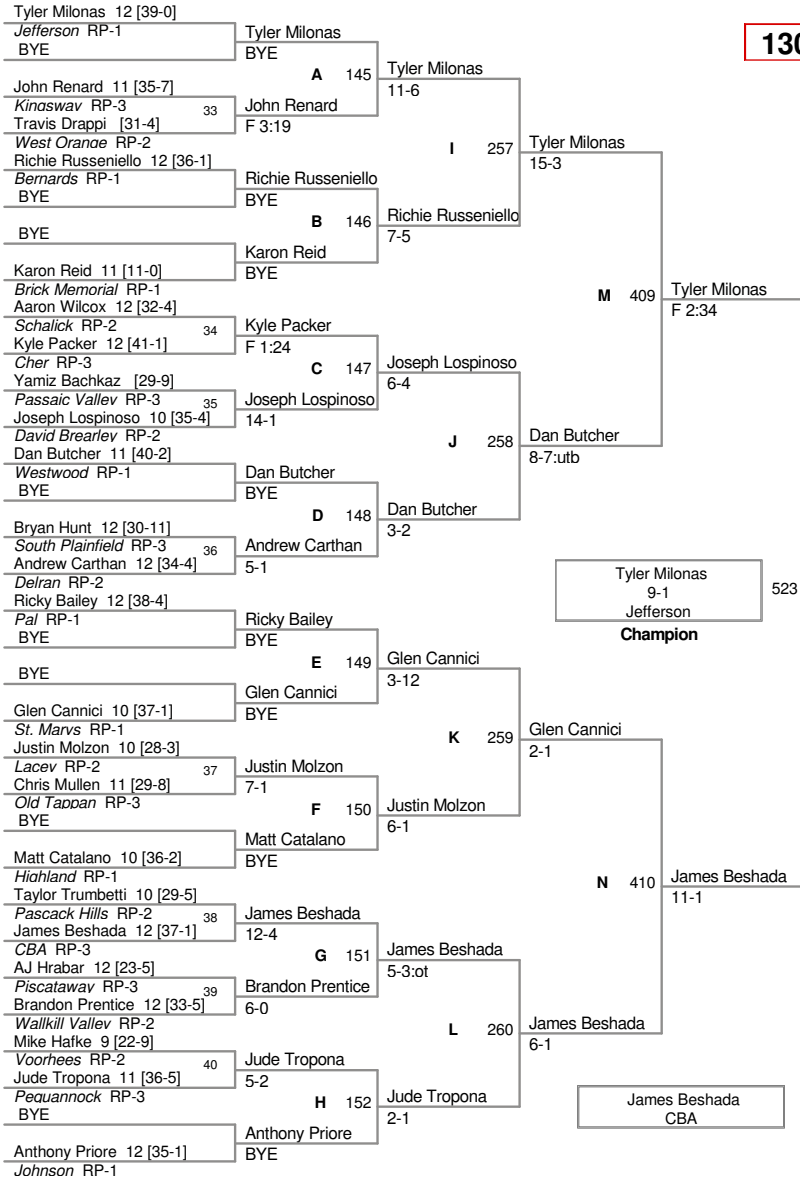 Tyler Milonas 12 [39-0]
Jefferson RP-1
BYE
John Renard 11 [35-7]
Kingsway RP-3
33
Travis Drappi [31-4]
West Orange RP-2
Richie Russeniello 12 [36-1]
Bernards RP-1
BYE
BYE
Karon Reid 11 [11-0]
Brick Memorial RP-1
Aaron Wilcox 12 [32-4]
Schalick RP-2
34
Kyle Packer 12 [41-1]
Cher RP-3
Yamiz Bachkaz [29-9]
Passaic Valley RP-3
35
Joseph Lospinoso 10 [35-4]
David Brearley RP-2
Dan Butcher 11 [40-2]
Westwood RP-1
BYE
Bryan Hunt 12 [30-11]
South Plainfield RP-3
36
Andrew Carthan 12 [34-4]
Delran RP-2
Ricky Bailey 12 [38-4]
Pal RP-1
BYE
BYE
Glen Cannici 10 [37-1]
St. Marys RP-1
Justin Molzon 10 [28-3]
Lacey RP-2
37
Chris Mullen 11 [29-8]
Old Tappan RP-3
BYE
Matt Catalano 10 [36-2]
Highland RP-1
Taylor Trumbetti 10 [29-5]
Pascack Hills RP-2
38
James Beshada 12 [37-1]
CBA RP-3
AJ Hrabar 12 [23-5]
Piscataway RP-3
39
Brandon Prentice 12 [33-5]
Wallkill Valley RP-2
Mike Hafke 9 [22-9]
Voorhees RP-2
40
Jude Tropona 11 [36-5]
Pequannock RP-3
BYE
Anthony Priore 12 [35-1]
Johnson RP-1
Tyler Milonas
BYE
A 145
John Renard
F 3:19
Richie Russeniello
BYE
B 146
Karon Reid
BYE
Kyle Packer
F 1:24
C 147
Joseph Lospinoso
14-1
Dan Butcher
BYE
D 148
Andrew Carthan
5-1
Ricky Bailey
BYE
E 149
Glen Cannici
BYE
Justin Molzon
7-1
F 150
Matt Catalano
BYE
James Beshada
12-4
G 151
Brandon Prentice
6-0
Jude Tropona
5-2
H 152
Anthony Priore
BYE
Tyler Milonas
11-6
I 257
Richie Russeniello
7-5
Joseph Lospinoso
6-4
J 258
Dan Butcher
3-2
Glen Cannici
3-12
K 259
Justin Molzon
6-1
James Beshada
5-3:ot
L 260
Jude Tropona
2-1
Tyler Milonas
15-3
M 409
Dan Butcher
8-7:utb
Glen Cannici
2-1
N 410
James Beshada
6-1
130
Tyler Milonas
F 2:34
Tyler Milonas
9-1
Jefferson
523
Champion
James Beshada
11-1
James Beshada
CBA